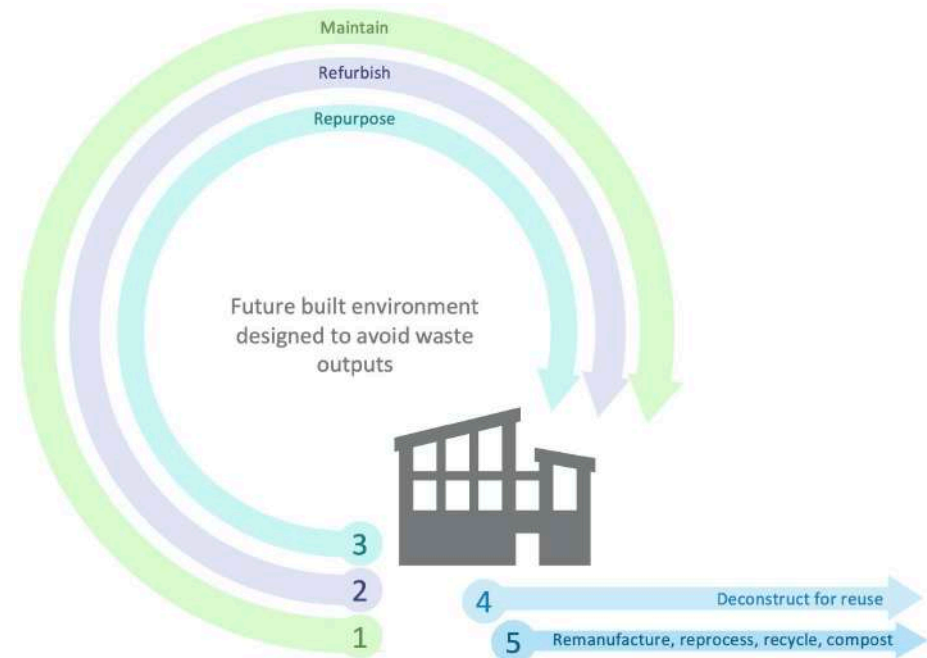 Maintain
Refurbish
Repurpose
Future built environment
designed to avoid waste
outputs
3
2
1
4
Deconstruct for reuse
5
Remanufacture, reprocess, recycle, compost